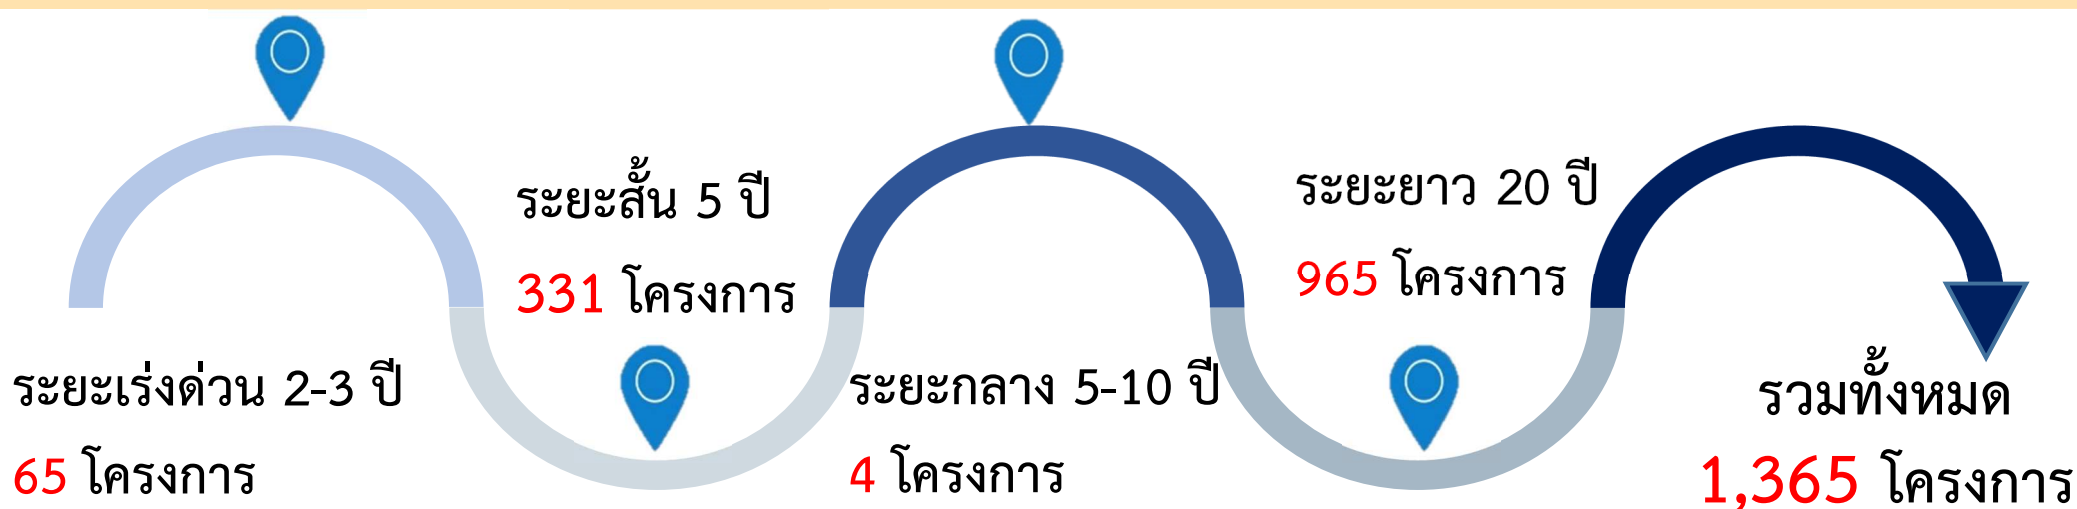 ระยะเร่งด่วน 2-3 ปี
65 โครงการ
ระยะสั้น 5 ปี
331 โครงการ
ระยะกลาง 5-10 ปี
4 โครงการ
ระยะยาว 20 ปี
965 โครงการ
รวมทั้งหมด
1,365 โครงการ